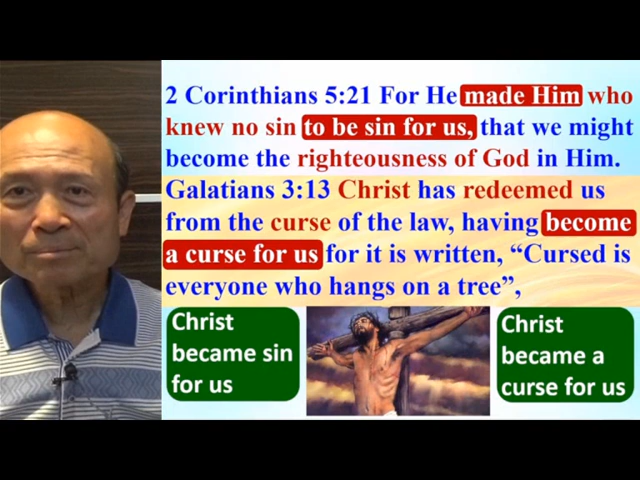 2 Corinthians 5:21 For He made Him who
knew no sin to be sin for us, that we might
become the righteousness of God in Him.
Galatians 3:13 Christ has redeemed us
from the curse of the law, having become
a curse for us for it is written, “Cursed is
everyone who hangs on a tree”,
Christ
became sin
for us
Christ
became a
curse for us